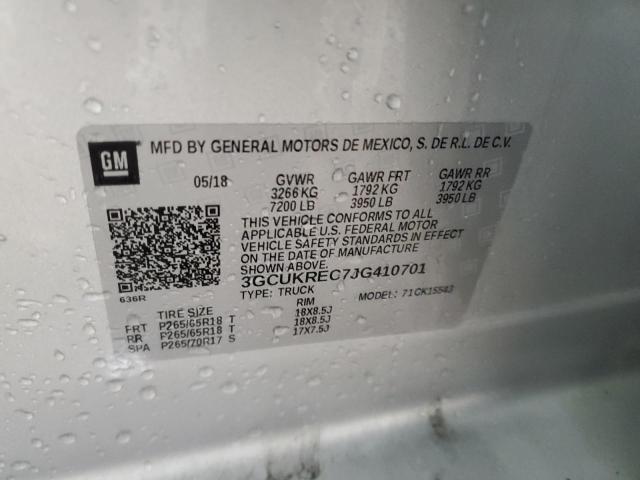 GM
MFD BY GENERAL MOTORS DE MEXICO, S. DE R.L. DE C.V.
05/18 GVWR GAWR FRT GAWR RR
3266 KG 1792 KG 1792 KG
7200 LB 3950 LB 3950 LB
THIS VEHICLE CONFORMS TO ALL
APPLICABLE U.S. FEDERAL MOTOR
VEHICLE SAFETY STANDARDS IN EFFECT
ON THE DATE OF MANUFACTURE
SHOWN ABOVE.
3GCUKREC7JG410701
TYPE: TRUCK MODEL: 71CK15543
636R
TIRE SIZE RIM
FRT P265/65R18 T 18X8.5J
RR P265/65R18 T 18X8.5J
SPA P265/70R17 S 17X7.5J